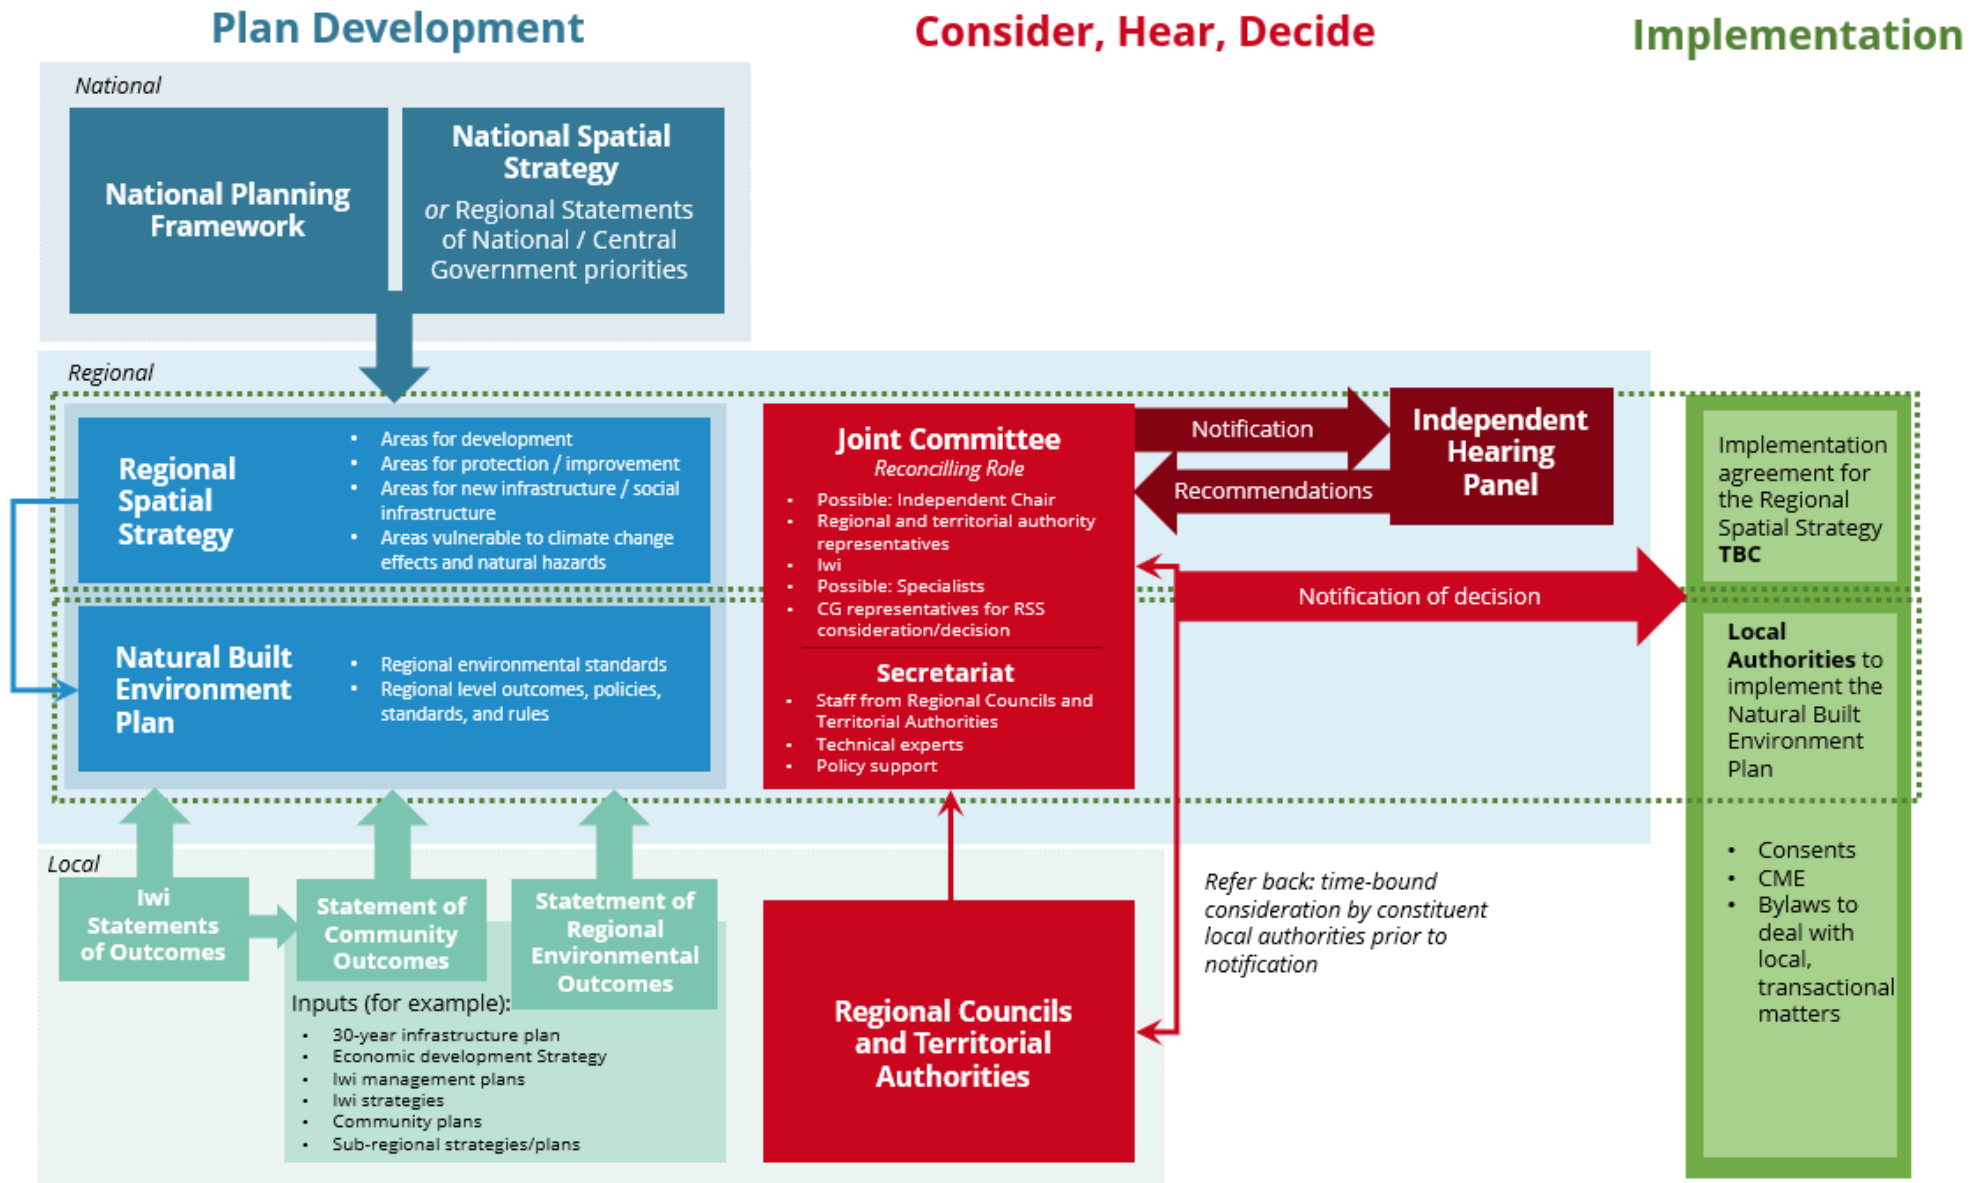 Plan Development
Consider, Hear, Decide
Implementation
National
National Planning
Framework
National Spatial
Strategy
or Regional Statements
of National / Central
Government priorities
Regional
Regional
Spatial
Strategy
• Areas for development
• Areas for protection / improvement
• Areas for new infrastructure / social
infrastructure
• Areas vulnerable to climate change
effects and natural hazards
Natural Built
Environment
Plan
• Regional environmental standards
• Regional level outcomes, policies,
standards, and rules
Joint Committee
Reconcilling Role
• Possible: Independent Chair
• Regional and territorial authority
representatives
• Iwi
• Possible: Specialists
• CG representatives for RSS
consideration/decision
Secretariat
• Staff from Regional Councils and
Territorial Authorities
• Technical experts
• Policy support
Notification
Recommendations
Independent
Hearing
Panel
Notification of decision
Implementation
agreement for
the Regional
Spatial Strategy
TBC
Local
Authorities to
implement the
Natural Built
Environment
Plan
• Consents
• CME
• Bylaws to
deal with
local,
transactional
matters
Local
Iwi
Statements
of Outcomes
Statement of
Community
Outcomes
Statetment of
Regional
Environmental
Outcomes
Inputs (for example):
• 30-year infrastructure plan
• Economic development Strategy
• Iwi management plans
• Iwi strategies
• Community plans
• Sub-regional strategies/plans
Regional Councils
and Territorial
Authorities
Refer back: time-bound
consideration by constituent
local authorities prior to
notification